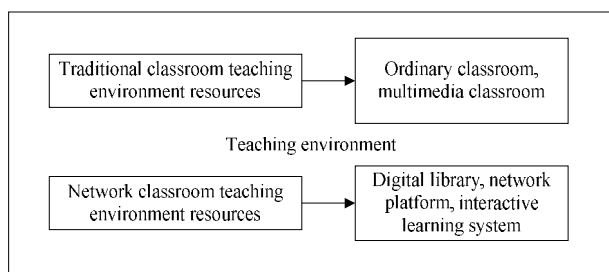 Traditional classroom teaching
environment resources
Ordinary classroom,
multimedia classroom
Teaching environment
Network classroom teaching
environment resources
Digital library, network
platform, interactive
learning system